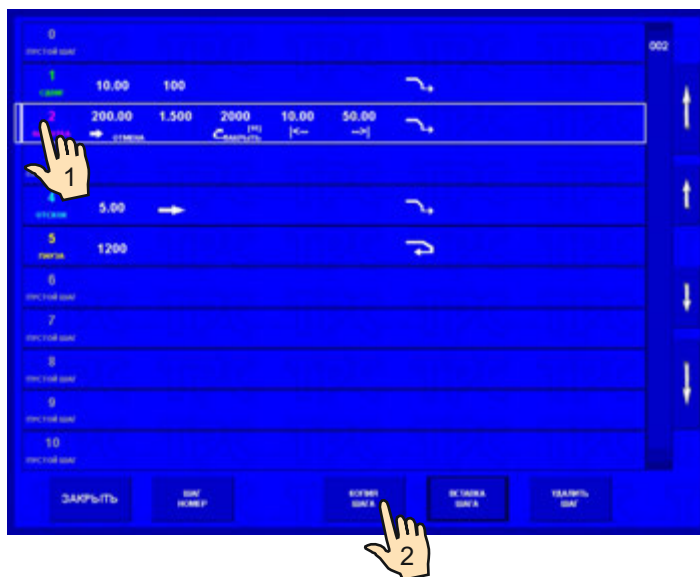 0
ПУСТОЙ ШАГ
002
1
СДВИГ
10.00 100
2
200.00 1.500 2000 10.00 50.00
ОТМЕНА ЗАКРЫТЬ |<-- -->|
1
4
ОТСКОК
5.00
5
ПАУЗА
1200
6
ПУСТОЙ ШАГ
7
ПУСТОЙ ШАГ
8
ПУСТОЙ ШАГ
9
ПУСТОЙ ШАГ
10
ПУСТОЙ ШАГ
ЗАКРЫТЬ
ШАГ
НОМЕР
КОПИЯ
ШАГА
ВСТАВКА
ШАГА
УДАЛИТЬ
ШАГ
2